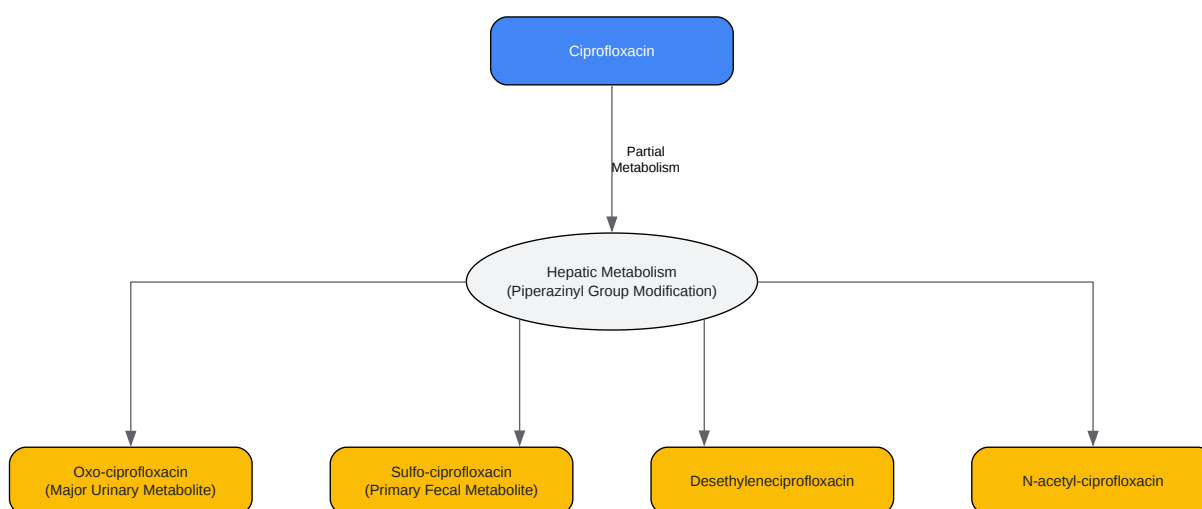 Ciprofloxacin
Partial
Metabolism
Hepatic Metabolism
(Piperazinyl Group Modification)
Oxo-ciprofloxacin
(Major Urinary Metabolite)
Sulfo-ciprofloxacin
(Primary Fecal Metabolite)
Desethyleneciprofloxacin
N-acetyl-ciprofloxacin